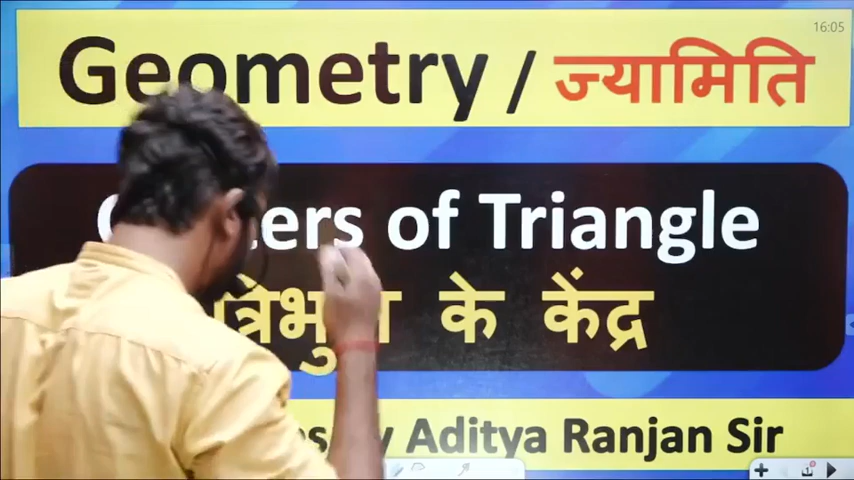 16:05
Geometry / ज्यामिति
of Triangle
के केंद्र
Aditya Ranjan Sir